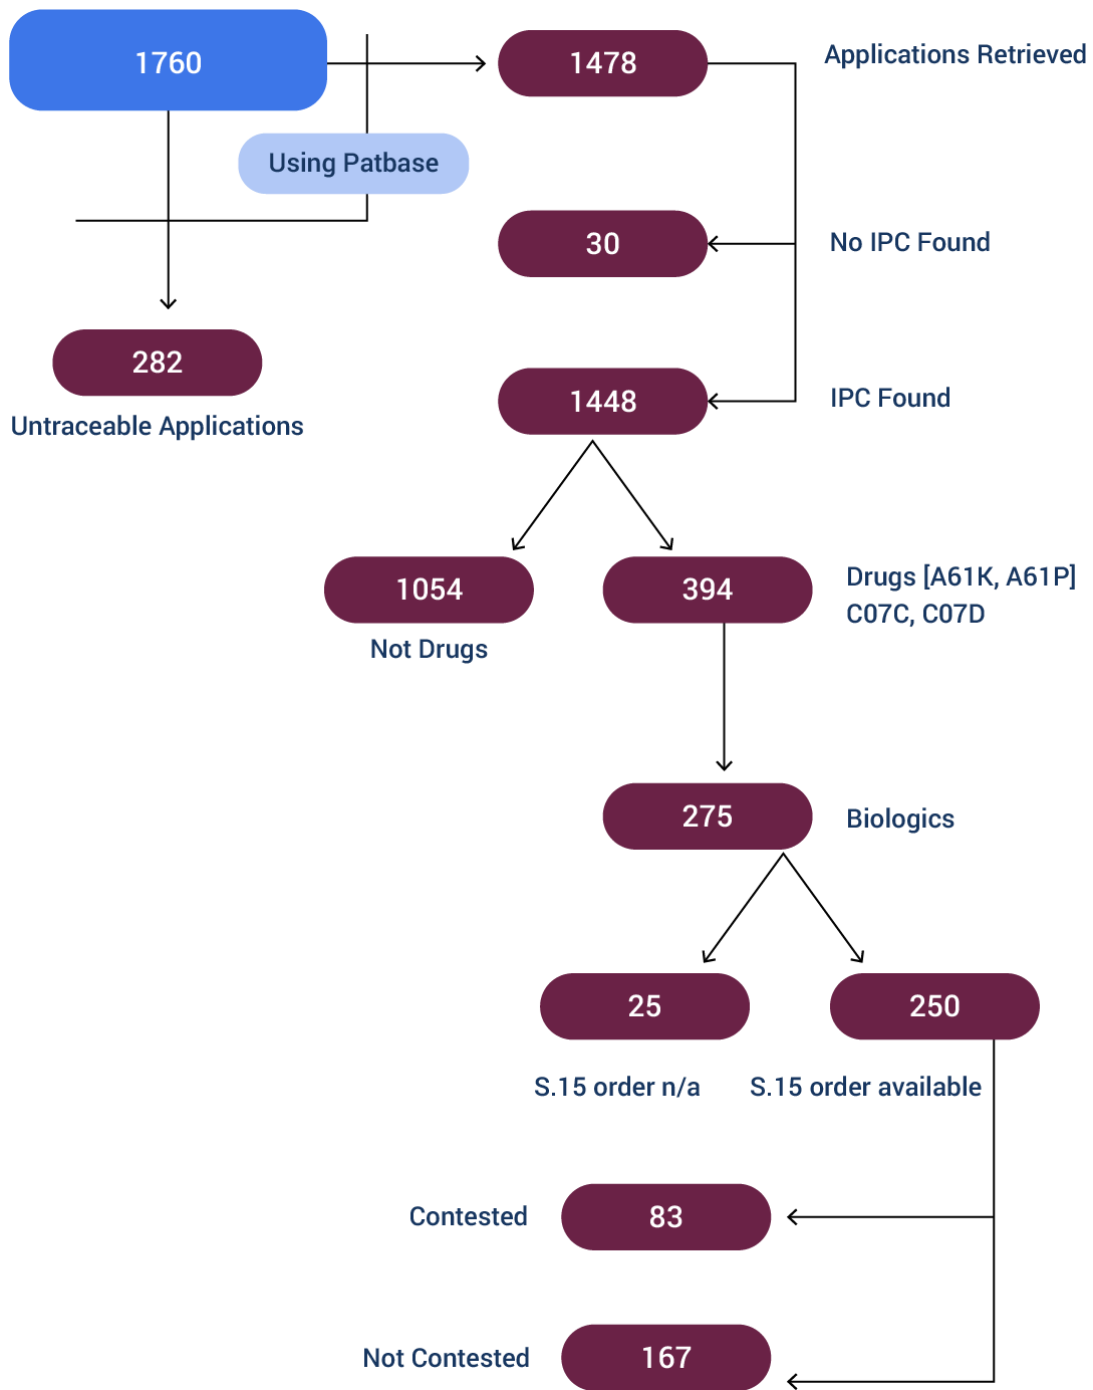 1760
1478
Applications Retrieved
Using Patbase
30
No IPC Found
282
Untraceable Applications
1448
IPC Found
1054
Not Drugs
394
Drugs [A61K, A61P]
C07C, C07D
275
Biologics
25
250
S.15 order n/a
S.15 order available
Contested
83
Not Contested
167